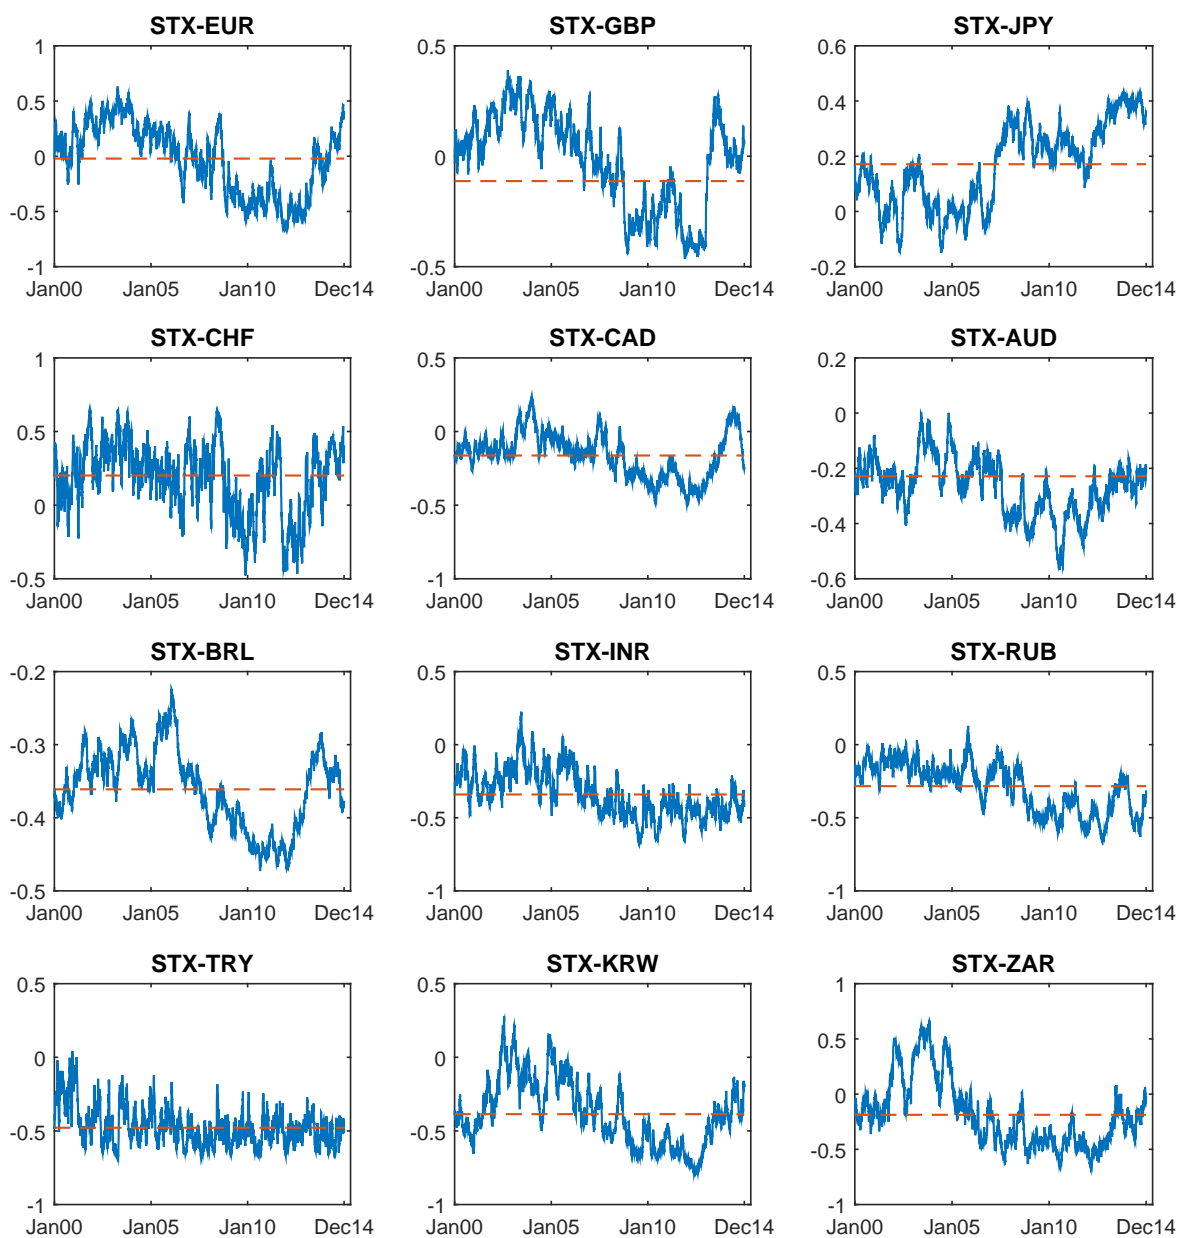 STX-EUR STX-GBP STX-JPY
1 0.5 0 -0.5 -1
0.5 0 -0.5
0.6 0.4 0.2 0 -0.2
Jan00 Jan05 Jan10 Dec14 Jan00 Jan05 Jan10 Dec14 Jan00 Jan05 Jan10 Dec14
STX-CHF STX-CAD STX-AUD
1 0.5 0 -0.5
0.5 0 -0.5 -1
0.2 0 -0.2 -0.4 -0.6
Jan00 Jan05 Jan10 Dec14 Jan00 Jan05 Jan10 Dec14 Jan00 Jan05 Jan10 Dec14
STX-BRL STX-INR STX-RUB
-0.2 -0.3 -0.4 -0.5
0.5 0 -0.5 -1
0.5 0 -0.5 -1
Jan00 Jan05 Jan10 Dec14 Jan00 Jan05 Jan10 Dec14 Jan00 Jan05 Jan10 Dec14
STX-TRY STX-KRW STX-ZAR
0.5 0 -0.5 -1
0.5 0 -0.5 -1
1 0.5 0 -0.5 -1
Jan00 Jan05 Jan10 Dec14 Jan00 Jan05 Jan10 Dec14 Jan00 Jan05 Jan10 Dec14